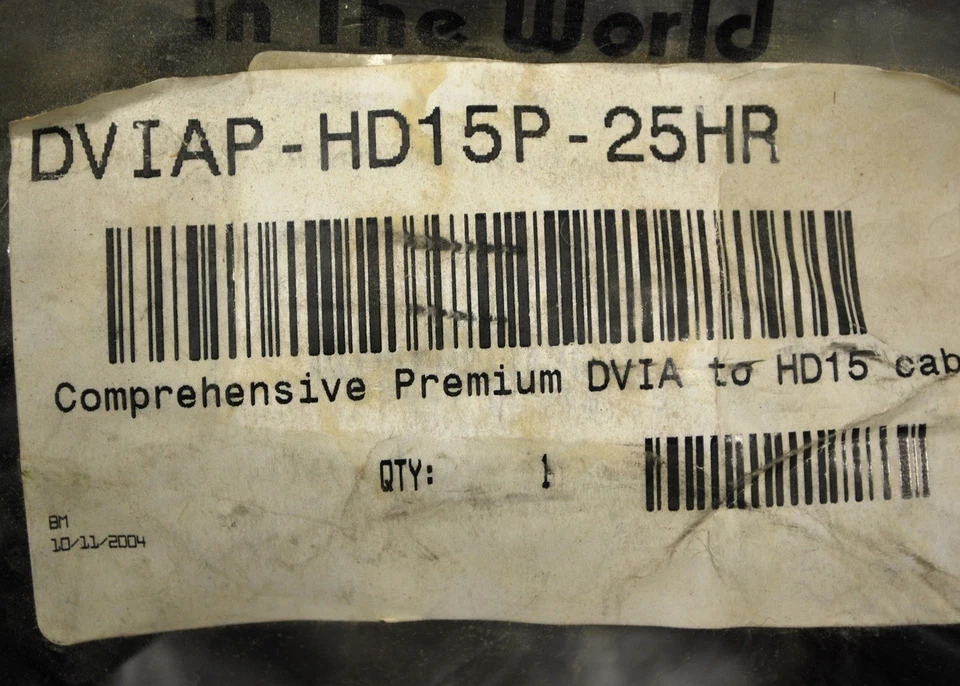 in The World
DVIAP-HD15P-25HR
Comprehensive Premium DVIA to HD15 cab
QTY: 1
BM
10/11/2004